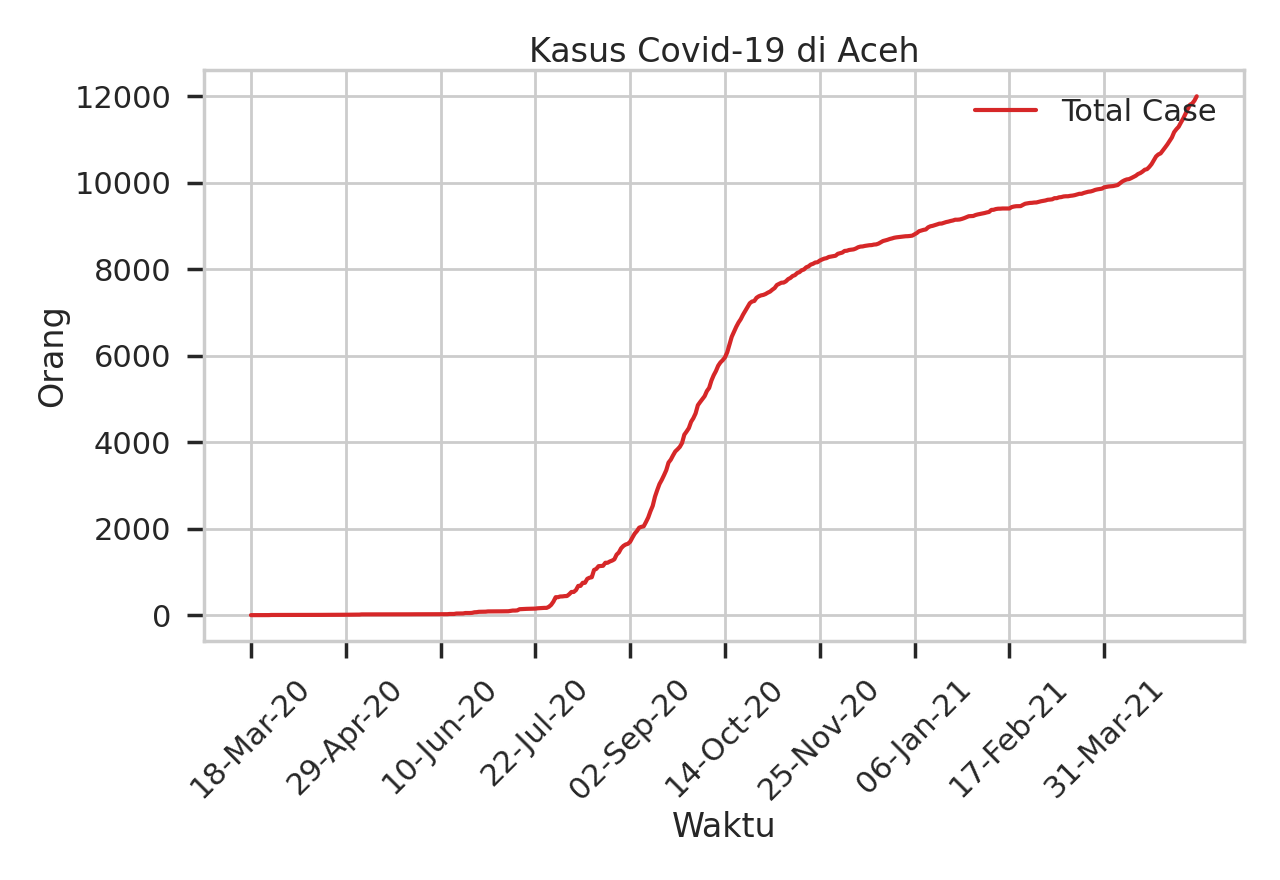 Kasus Covid-19 di Aceh
Total Case
12000
10000
8000
6000
4000
2000
0
Orang
18-Mar-20
29-Apr-20
10-Jun-20
22-Jul-20
02-Sep-20
14-Oct-20
25-Nov-20
06-Jan-21
17-Feb-21
31-Mar-21
Waktu